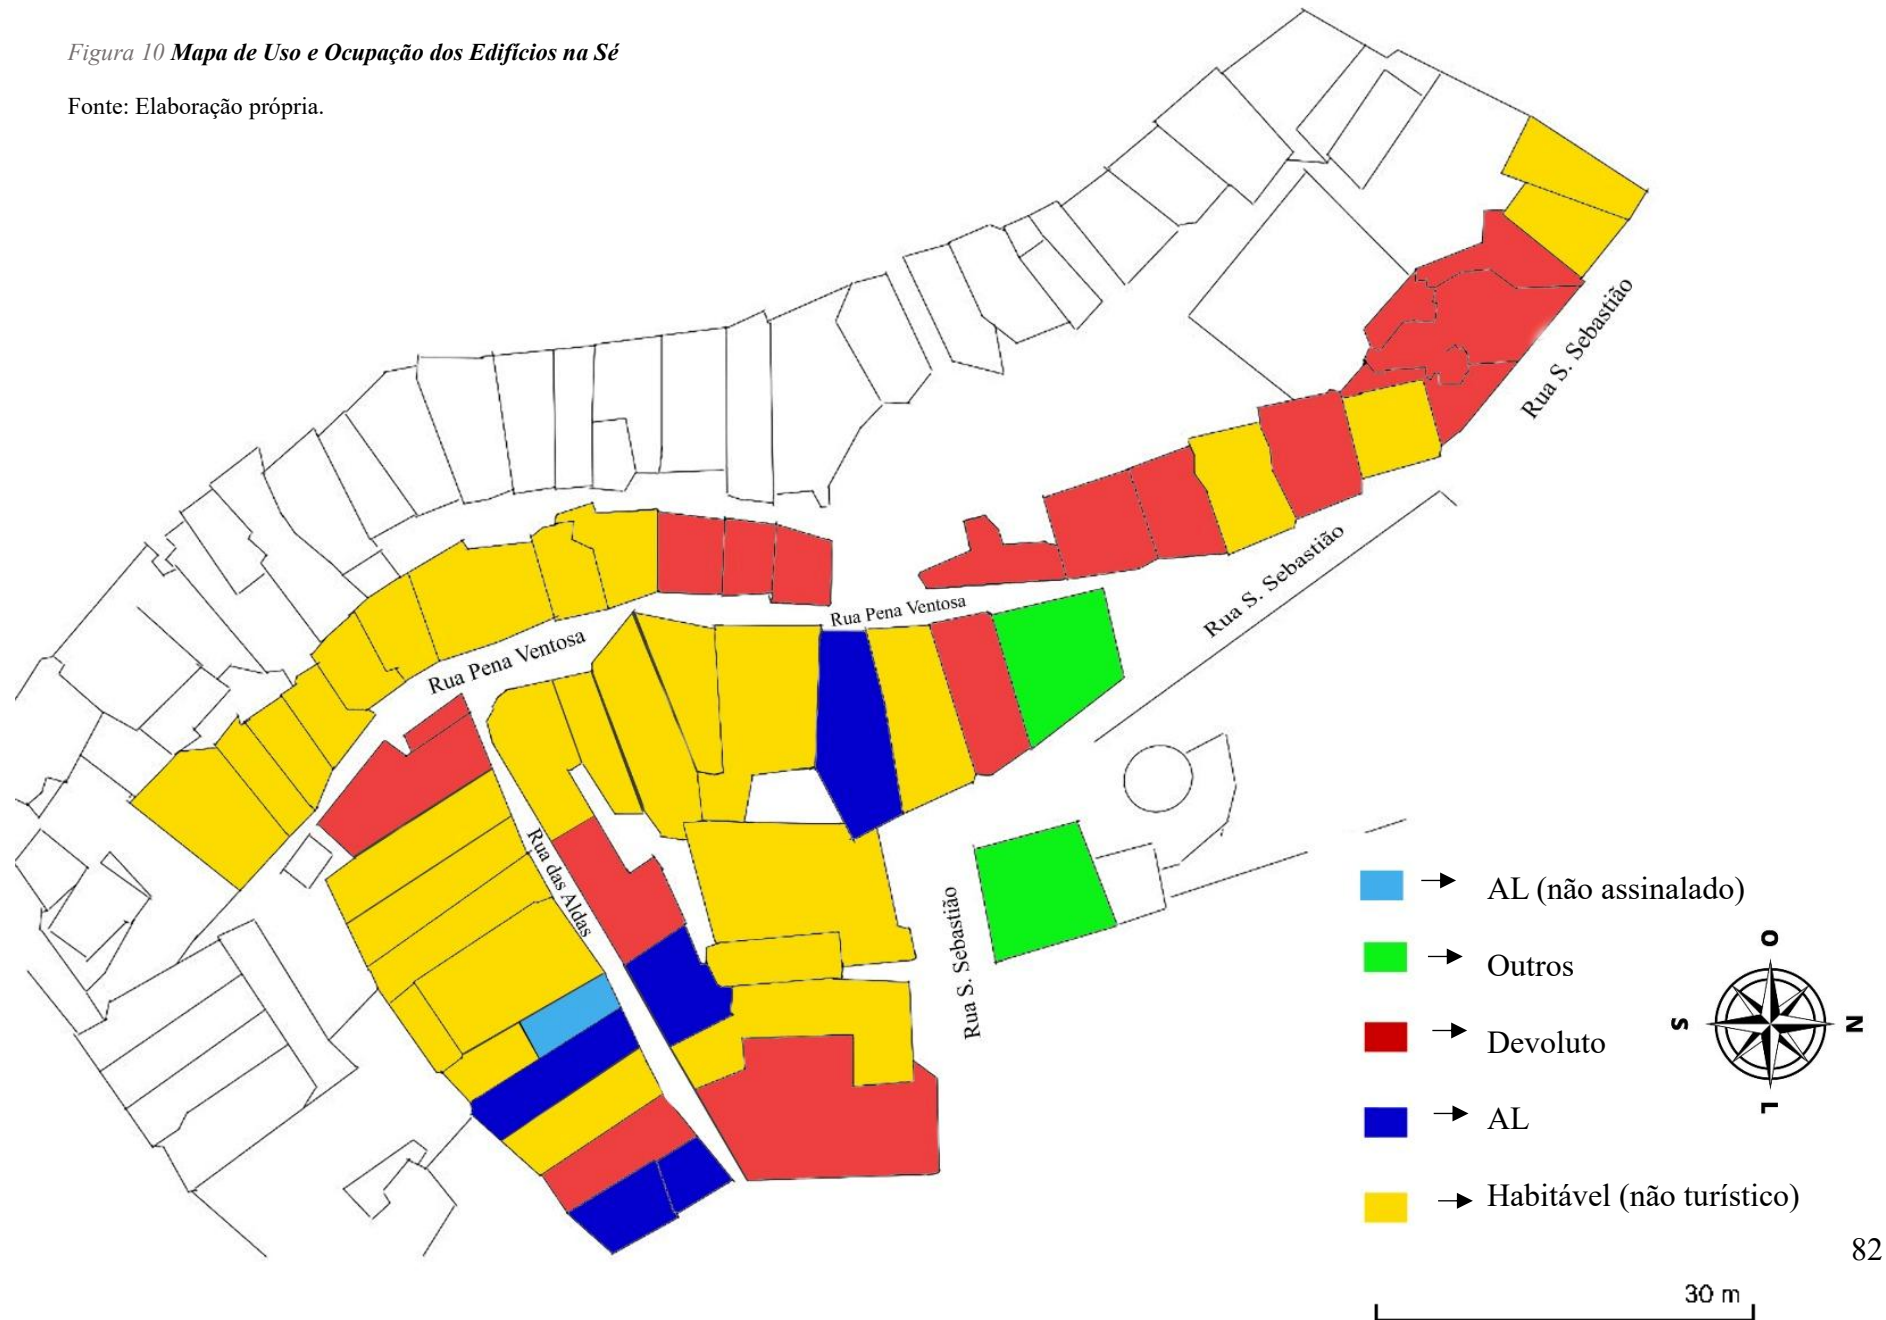 Figura 10 Mapa de Uso e Ocupação dos Edifícios na Sé
Fonte: Elaboração própria.
Rua S. Sebastião
Rua S. Sebastião
Rua Pena Ventosa
Rua Pena Ventosa
Rua das Aldas
Rua S. Sebastião
AL (não assinalado)
Outros
Devoluto
AL
Habitável (não turístico)
O
S
N
L
82
30 m